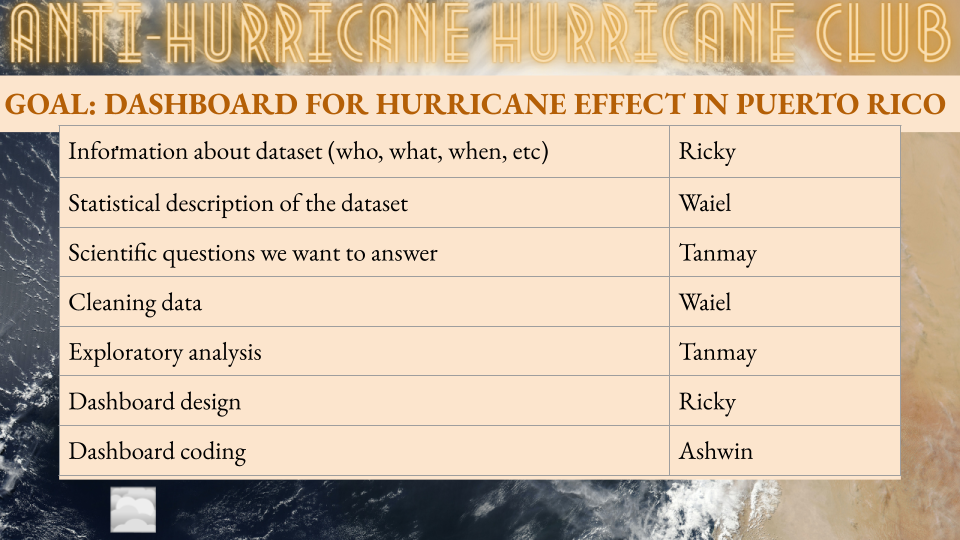 ANTI-HURRICANE HURRICANE CLUB
GOAL: DASHBOARD FOR HURRICANE EFFECT IN PUERTO RICO
Information about dataset (who, what, when, etc) Ricky
Statistical description of the dataset Waiel
Scientific questions we want to answer Tanmay
Cleaning data Waiel
Exploratory analysis Tanmay
Dashboard design Ricky
Dashboard coding Ashwin